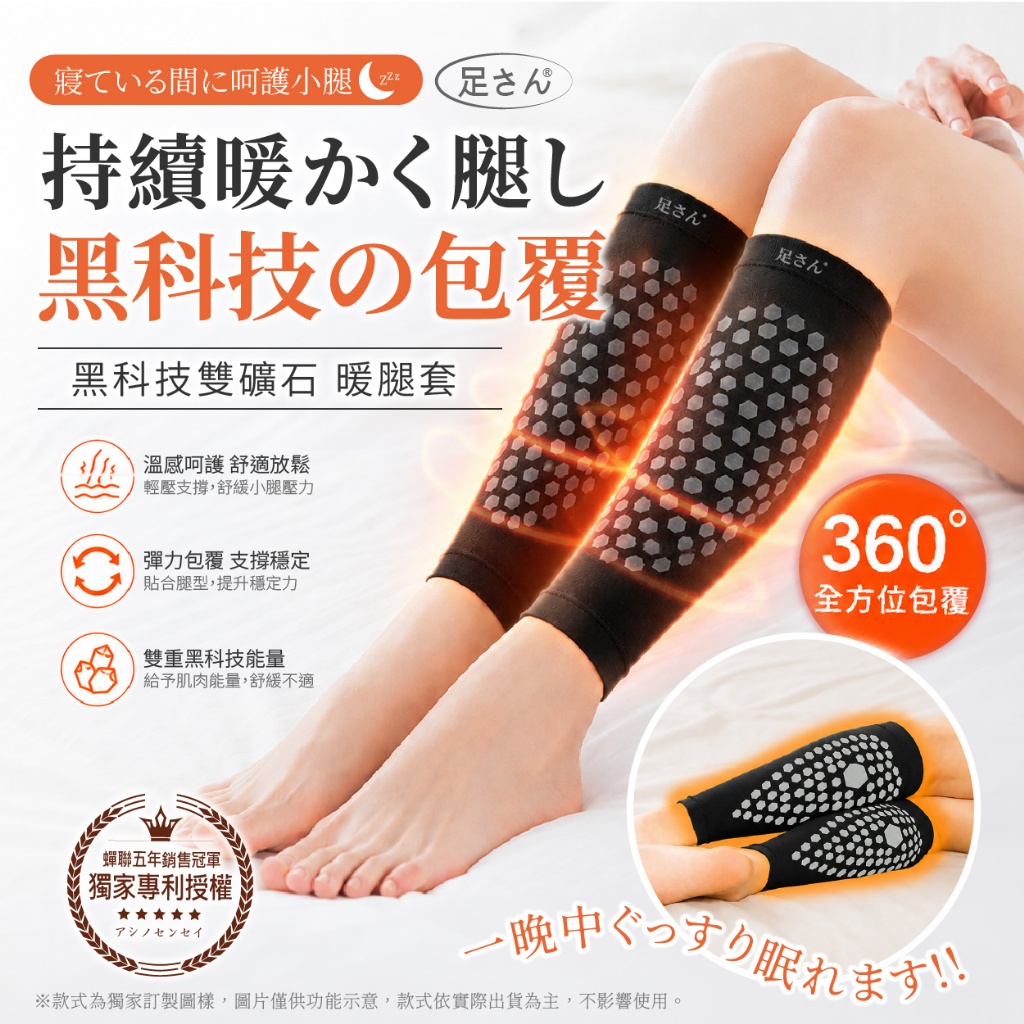 寝ている間に呵護小腿 zZz
足さん®
持續暖かく腿し
黑科技の包覆
黑科技雙礦石 暖腿套
溫感呵護 舒適放鬆
輕壓支撐,舒緩小腿壓力
彈力包覆 支撐穩定
貼合腿型,提升穩定力
雙重黑科技能量
給予肌肉能量,舒緩不適
足さん®
足さん®
360°
全方位包覆
蟬聯五年銷售冠軍
獨家專利授權
★★★★★
アシノセンセイ
一晩中ぐっすり眠れます!!
※款式為獨家訂製圖樣,圖片僅供功能示意,款式依實際出貨為主,不影響使用。